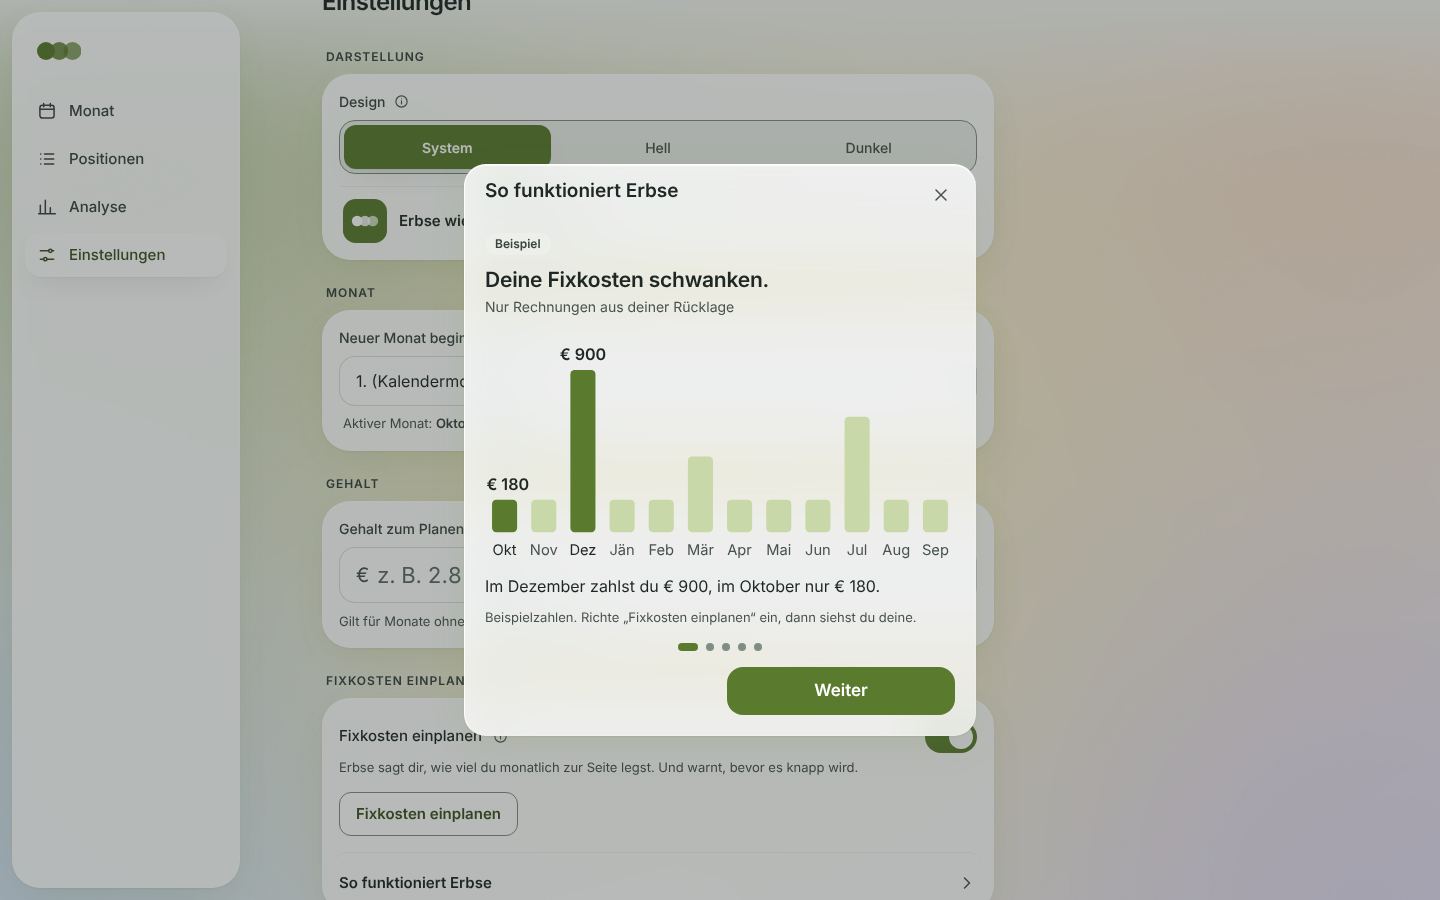 Einstellungen
Monat
Positionen
Analyse
Einstellungen
DARSTELLUNG
Design
System
Hell
Dunkel
Erbse
MONAT
Neuer Monat
1.
Aktiver Monat:
GEHALT
Gehalt zum Planen
€ z. B. 2.8
Gilt für Monate ohne
FIXKOSTEN
Fixkosten einplanen
Erbse sagt dir, wie viel du monatlich zur Seite legst. Und warnt, bevor es knapp wird.
Fixkosten einplanen
So funktioniert Erbse
So funktioniert Erbse
Beispiel
Deine Fixkosten schwanken.
Nur Rechnungen aus deiner Rücklage
€ 900
€ 180
Okt Nov Dez Jän Feb Mär Apr Mai Jun Jul Aug Sep
Im Dezember zahlst du € 900, im Oktober nur € 180.
Beispielzahlen. Richte „Fixkosten einplanen“ ein, dann siehst du deine.
Weiter